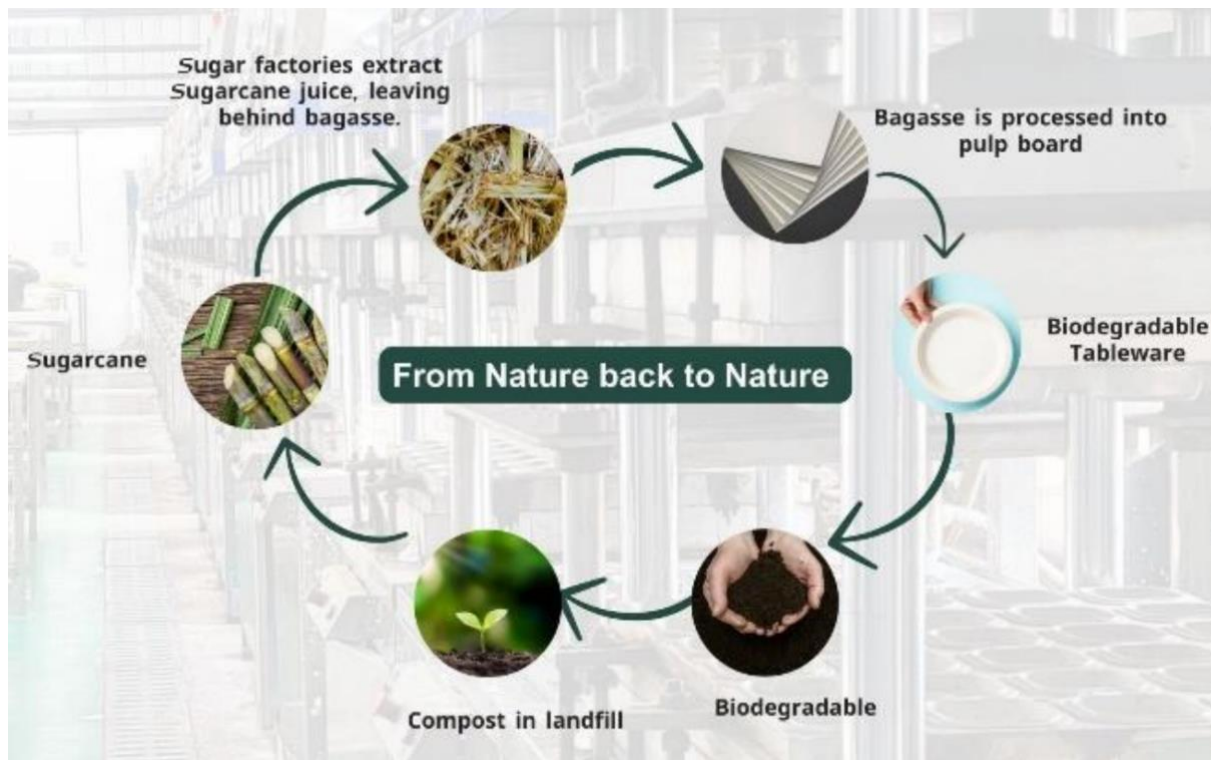 Sugar factories extract
Sugarcane juice, leaving
behind bagasse.
Bagasse is processed into
pulp board
Biodegradable
Tableware
Sugarcane
From Nature back to Nature
Biodegradable
Compost in landfill